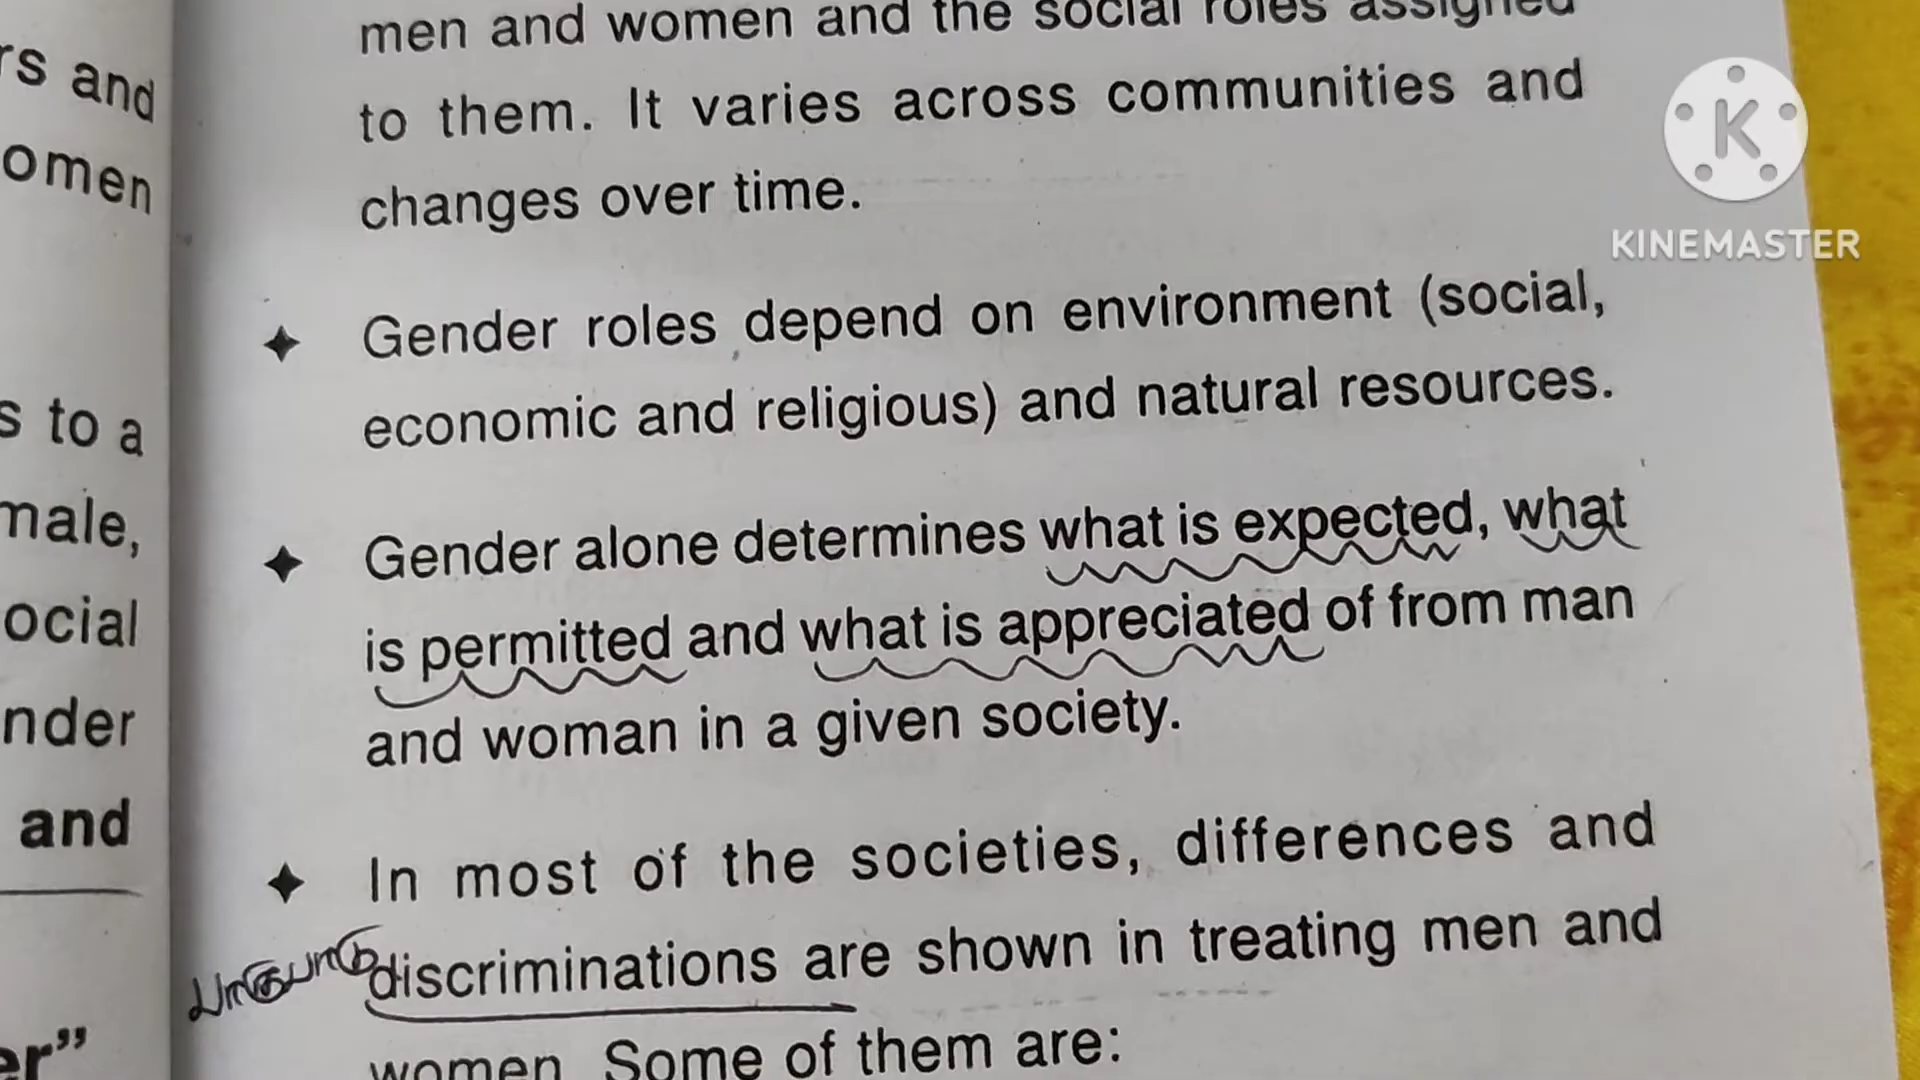 rs and
omen
s to a
male,
ocial
nder
and
er”
men and women and the social roles assigned
to them. It varies across communities and
changes over time.
✦ Gender roles depend on environment (social,
economic and religious) and natural resources.
✦ Gender alone determines what is expected, what
is permitted and what is appreciated of from man
and woman in a given society.
✦ In most of the societies, differences and
பாகுபாடு discriminations are shown in treating men and
women. Some of them are:
K
KINEMASTER